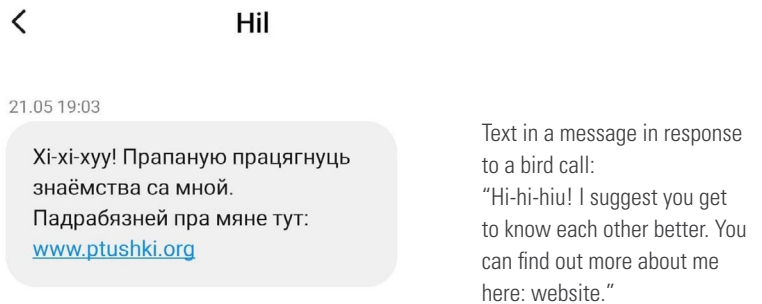 Hil
21.05 19:03
Хі-хі-хуу! Прапаную працягнуць
знаёмства са мной.
Падрабязней пра мяне тут:
www.ptushki.org
Text in a message in response
to a bird call:
“Hi-hi-hiu! I suggest you get
to know each other better. You
can find out more about me
here: website.”